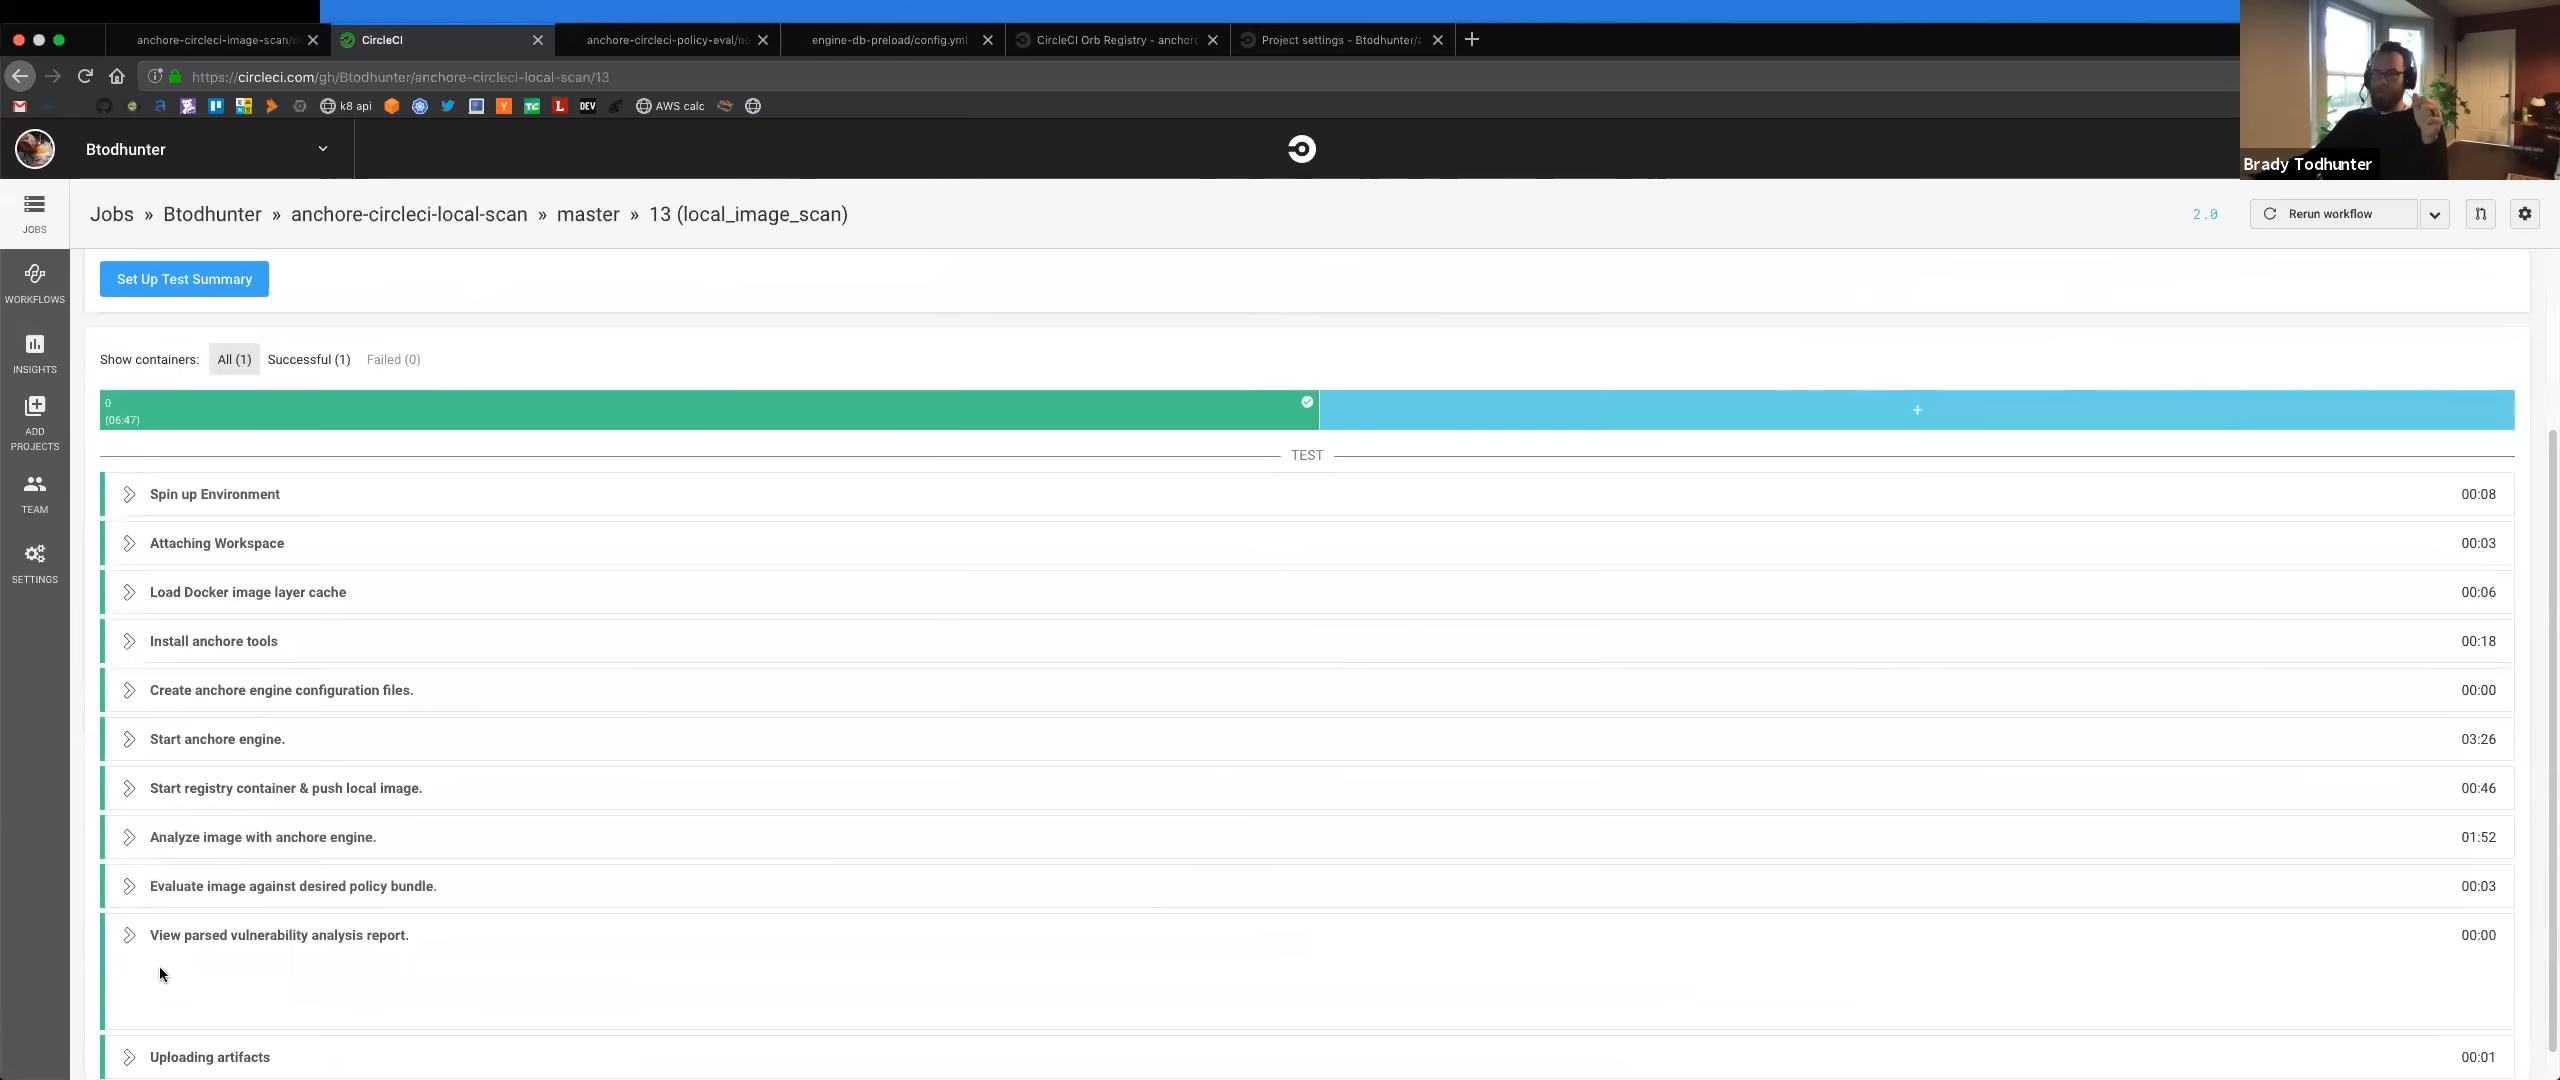 anchore-circleci-image-scan/
CircleCI
anchore-circleci-policy-eval/no
engine-db-preload/config.yml
CircleCI Orb Registry - anchor
Project settings - Btodhunter/
https://circleci.com/gh/Btodhunter/anchore-circleci-local-scan/13
k8 api
DEV
AWS calc
Btodhunter
Brady Todhunter
Jobs » Btodhunter » anchore-circleci-local-scan » master » 13 (local_image_scan)
2.0
Rerun workflow
JOBS
WORKFLOWS
INSIGHTS
ADD
PROJECTS
TEAM
SETTINGS
Set Up Test Summary
Show containers: All (1) Successful (1) Failed (0)
0
(06:47)
+
TEST
Spin up Environment 00:08
Attaching Workspace 00:03
Load Docker image layer cache 00:06
Install anchore tools 00:18
Create anchore engine configuration files. 00:00
Start anchore engine. 03:26
Start registry container & push local image. 00:46
Analyze image with anchore engine. 01:52
Evaluate image against desired policy bundle. 00:03
View parsed vulnerability analysis report. 00:00
Uploading artifacts 00:01